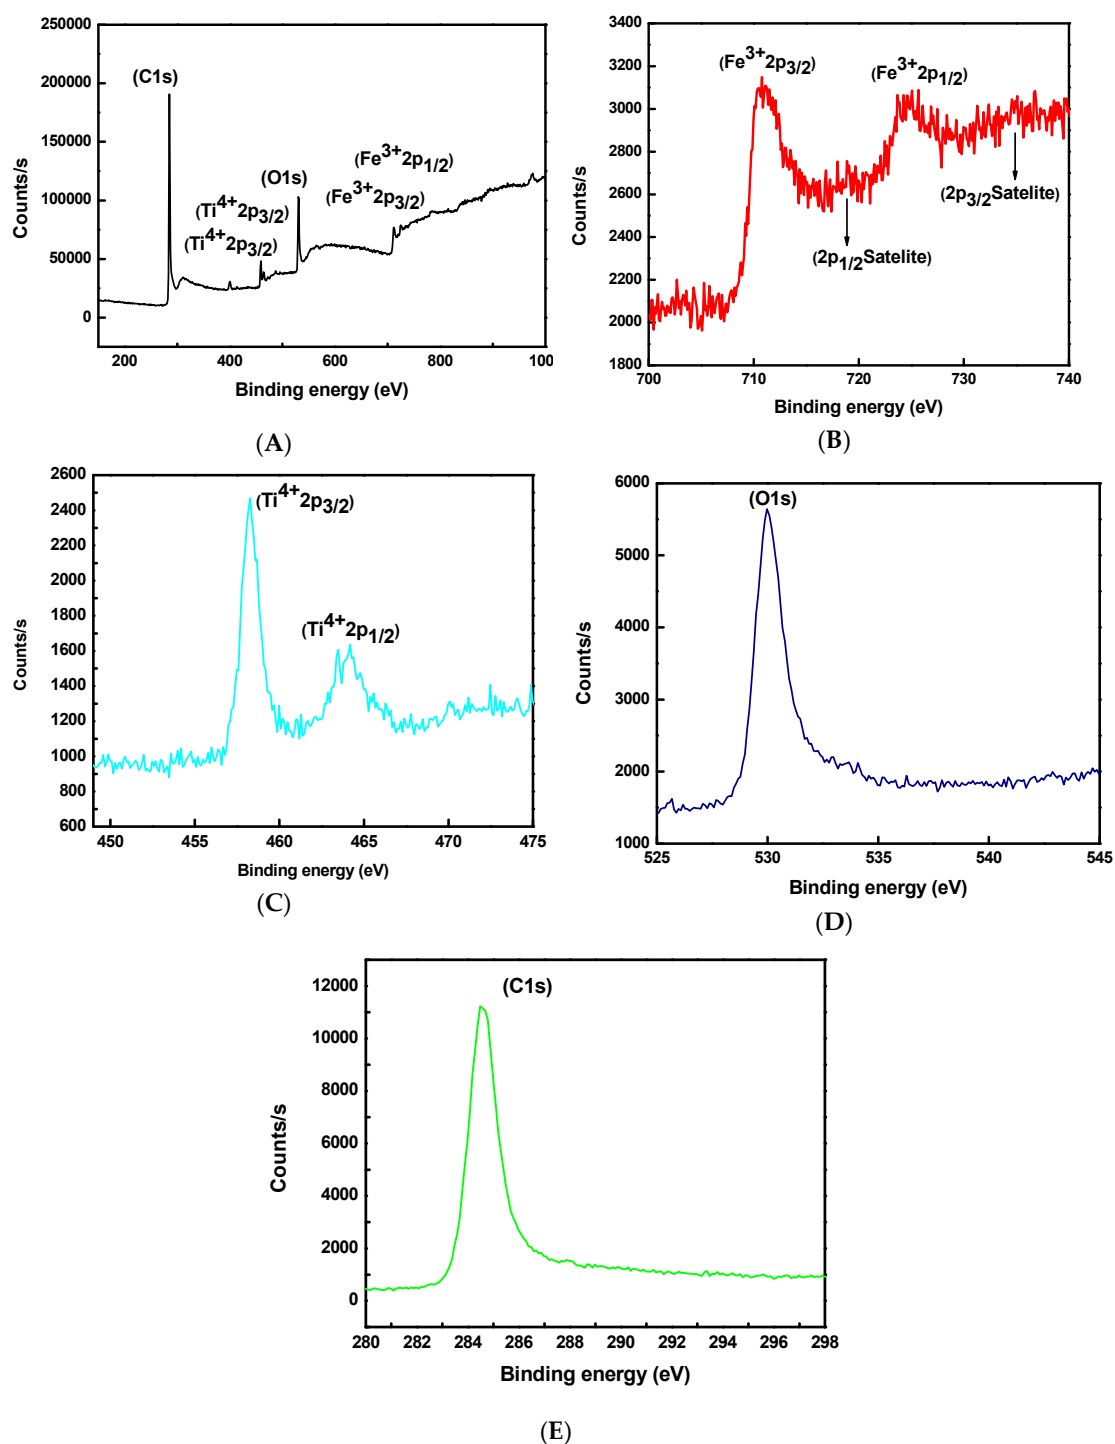 250000
200000
150000
100000
50000
0
Counts/s
(C1s)
(Ti4+2p3/2)
(Ti4+2p3/2)
(O1s)
(Fe3+2p1/2)
(Fe3+2p3/2)
200 400 600 800 100
Binding energy (eV)
(A)
3400
3200
3000
2800
2600
2400
2200
2000
1800
Counts/s
(Fe3+2p3/2)
(Fe3+2p1/2)
(2p3/2Satelite)
(2p1/2Satelite)
700 710 720 730 740
Binding energy (eV)
(B)
2600
2400
2200
2000
1800
1600
1400
1200
1000
800
600
Counts/s
(Ti4+2p3/2)
(Ti4+2p1/2)
450 455 460 465 470 475
Binding energy (eV)
(C)
6000
5000
4000
3000
2000
1000
Counts/s
(O1s)
525 530 535 540 545
Binding energy (eV)
(D)
12000
10000
8000
6000
4000
2000
0
Counts/s
(C1s)
280 282 284 286 288 290 292 294 296 298
Binding energy (eV)
(E)